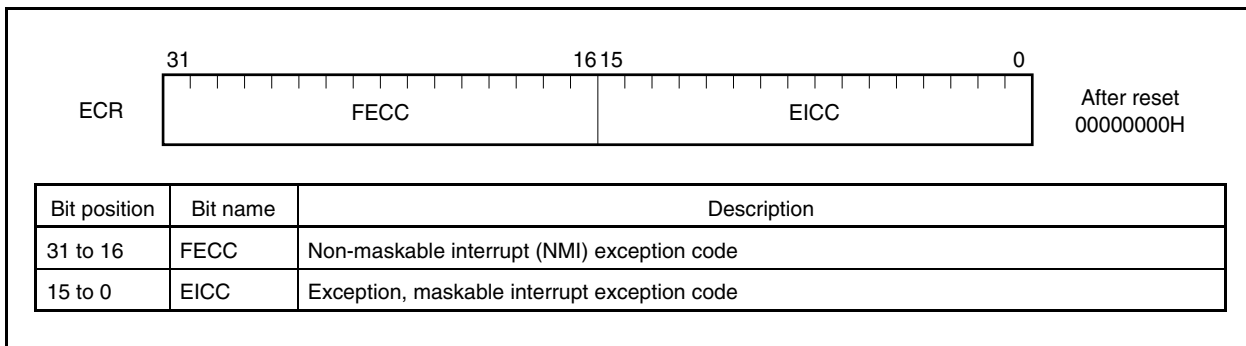 31 16 15 0
ECR FECC EICC After reset
00000000H
Bit position Bit name Description
31 to 16 FECC Non-maskable interrupt (NMI) exception code
15 to 0 EICC Exception, maskable interrupt exception code